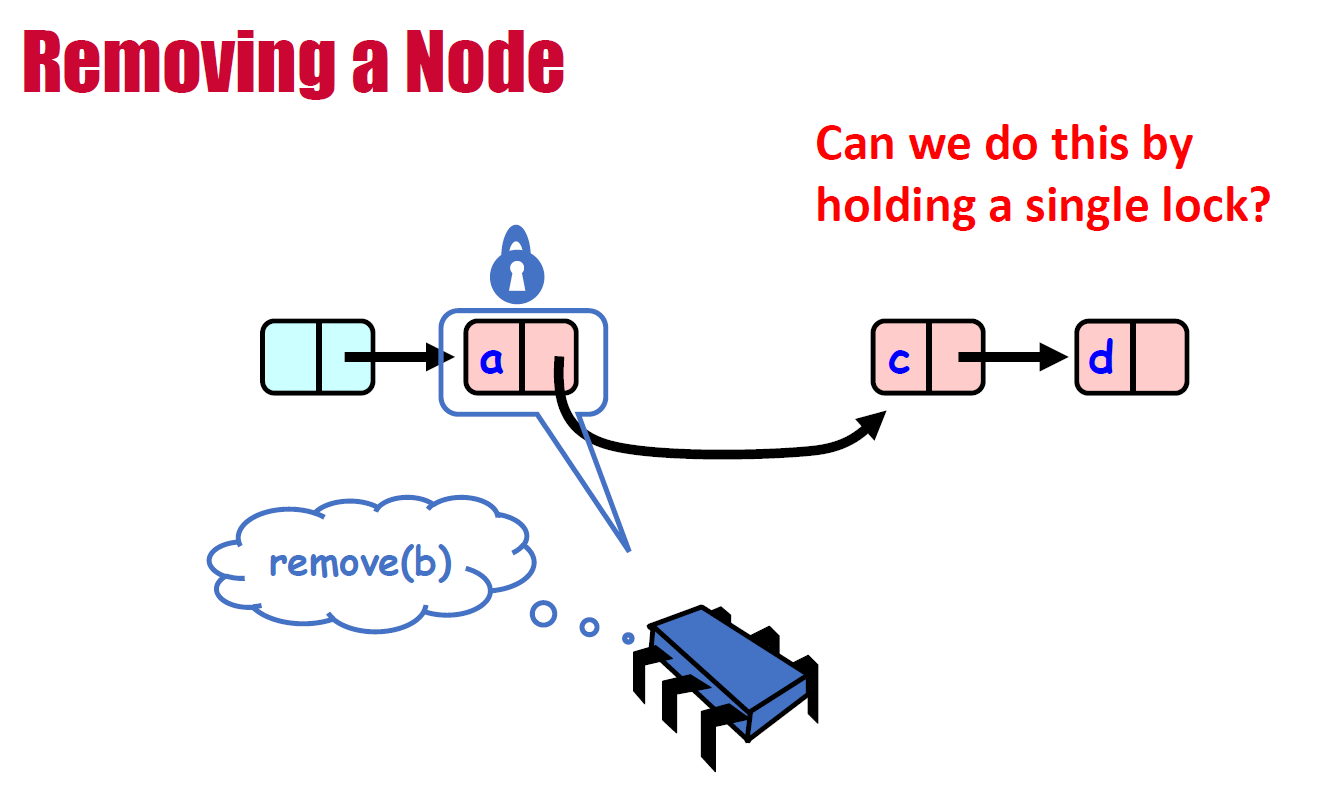 Removing a Node
Can we do this by
holding a single lock?
a
c
d
remove(b)